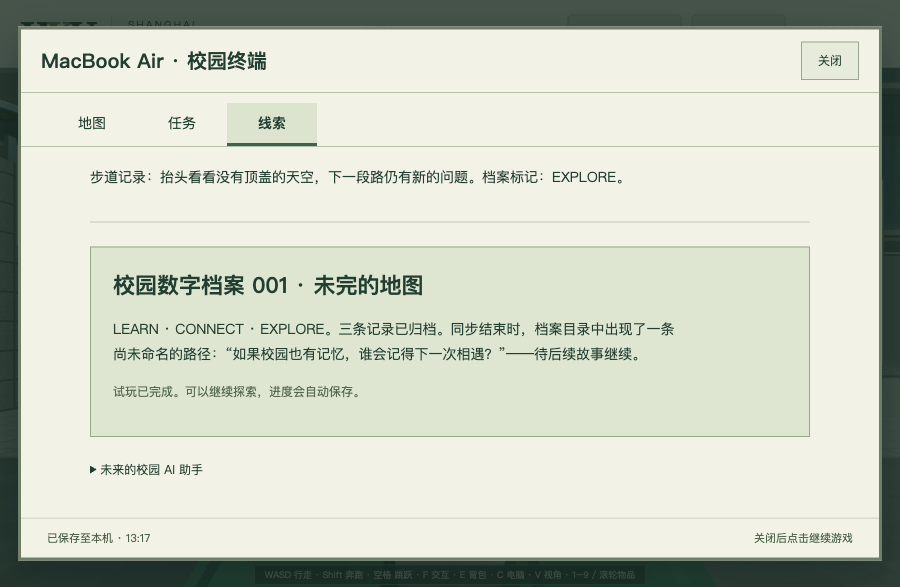 SHANGHAI
MacBook Air · 校园终端
关闭
地图
任务
线索
步道记录：抬头看看没有顶盖的天空，下一段路仍有新的问题。档案标记：EXPLORE。
校园数字档案 001 · 未完的地图
LEARN · CONNECT · EXPLORE。三条记录已归档。同步结束时，档案目录中出现了一条
尚未命名的路径：“如果校园也有记忆，谁会记得下一次相遇？”——待后续故事继续。
试玩已完成。可以继续探索，进度会自动保存。
▶ 未来的校园 AI 助手
已保存至本机 · 13:17
关闭后点击继续游戏
WASD 行走 · Shift 奔跑 · 空格 跳跃 · F 交互 · E 背包 · C 电脑 · V 视角 · 1–9 / 滚轮物品